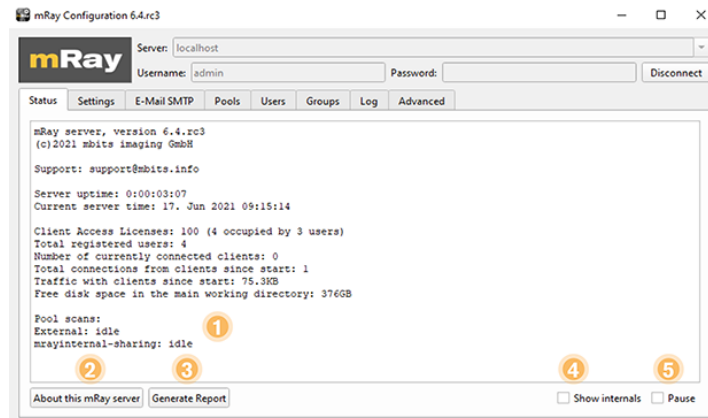 mRay Configuration 6.4.rc3
mRay
Server: localhost
Username: admin Password: Disconnect
Status Settings E-Mail SMTP Pools Users Groups Log Advanced
mRay server, version 6.4.rc3
(c)2021 mbits imaging GmbH
Support: support@mbits.info
Server uptime: 0:00:03:07
Current server time: 17. Jun 2021 09:15:14
Client Access Licenses: 100 (4 occupied by 3 users)
Total registered users: 4
Number of currently connected clients: 0
Total connections from clients since start: 1
Traffic with clients since start: 75.3KB
Free disk space in the main working directory: 376GB
Pool scans:
External: idle
mrayinternal-sharing: idle
1
2 3 4 5
About this mRay server Generate Report Show internals Pause